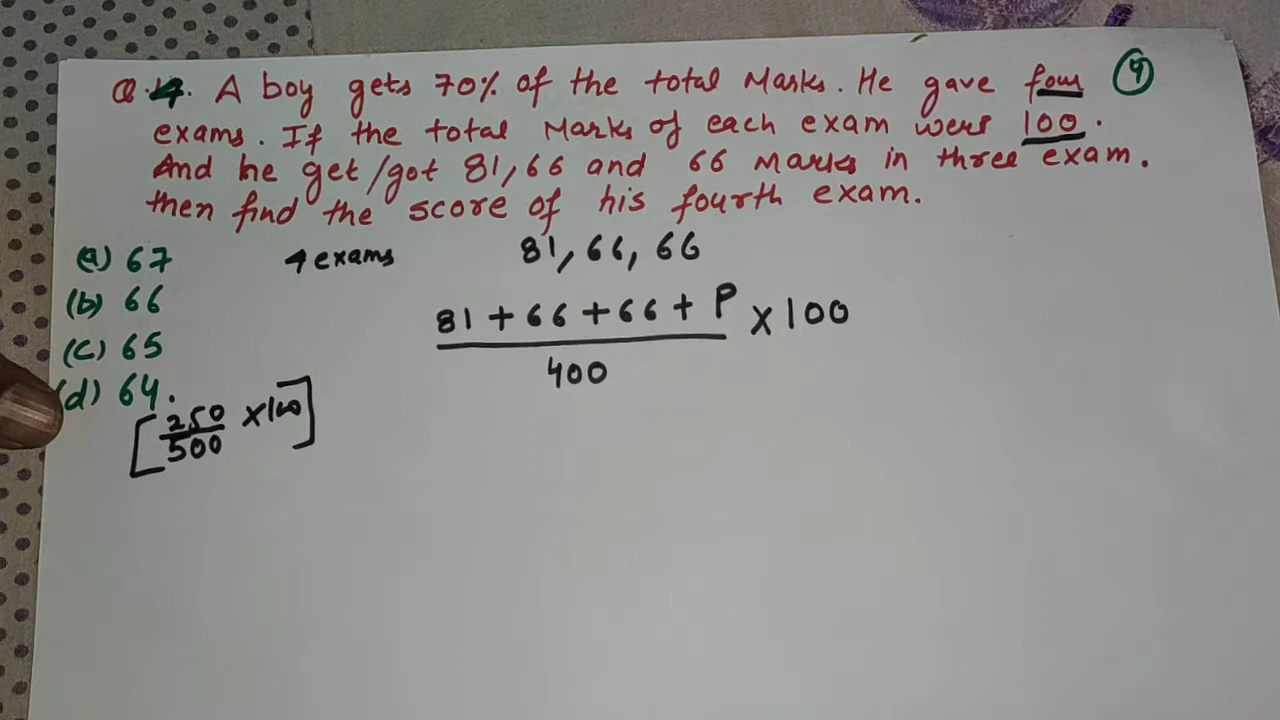 Q.4. A boy gets 70% of the total Marks. He gave four (9)
exams. If the total Marks of each exam were 100.
And he get/got 81, 66 and 66 Marks in three exam.
then find the score of his fourth exam.
(a) 67 4 exams 81, 66, 66
(b) 66
81 + 66 + 66 + P × 100
400
(c) 65
(d) 64.
[250/500 × 100]